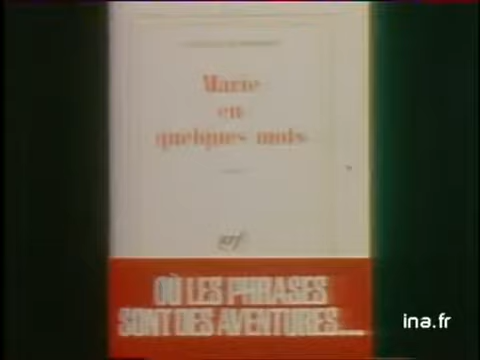 Marie
en
quelques mots
nrf
OÙ LES PHRASES
SONT DES AVENTURES....
ina.fr